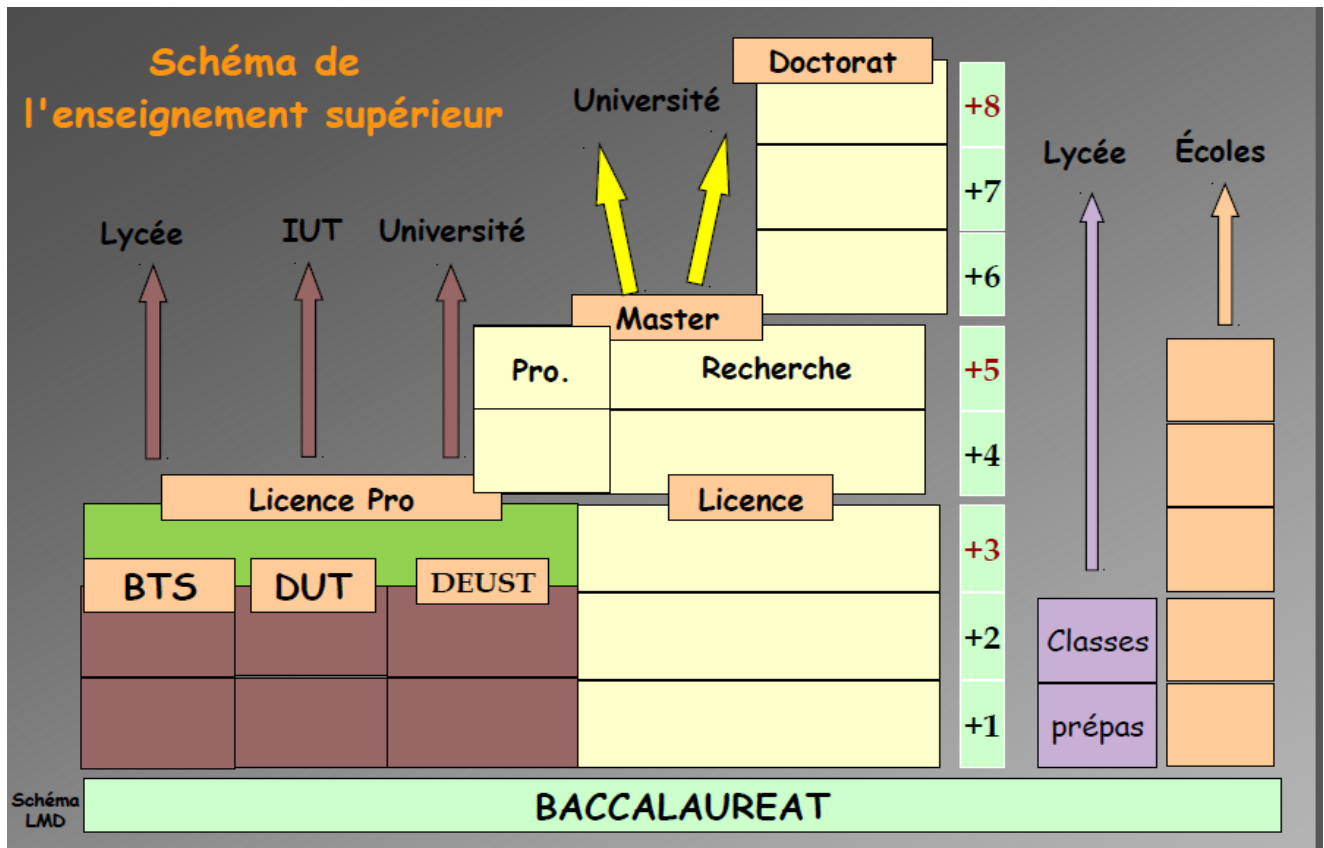 Schéma de
l'enseignement supérieur
Doctorat
Université
+8
Lycée
Écoles
+7
Lycée
IUT
Université
+6
Master
Pro.
Recherche
+5
+4
Licence Pro
Licence
+3
BTS
DUT
DEUST
+2
Classes
+1
prépas
Schéma
LMD
BACCALAUREAT